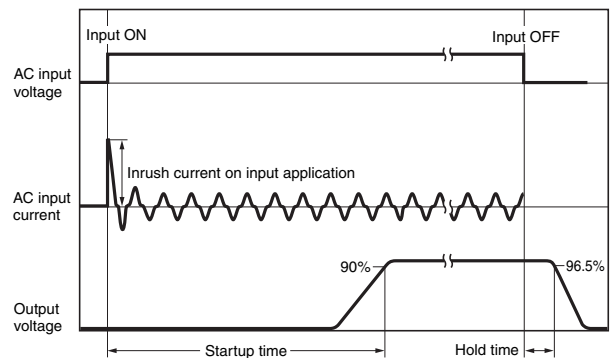 Input ON
Input OFF
AC input
voltage
Inrush current on input application
AC input
current
90%
96.5%
Output
voltage
Startup time
Hold time